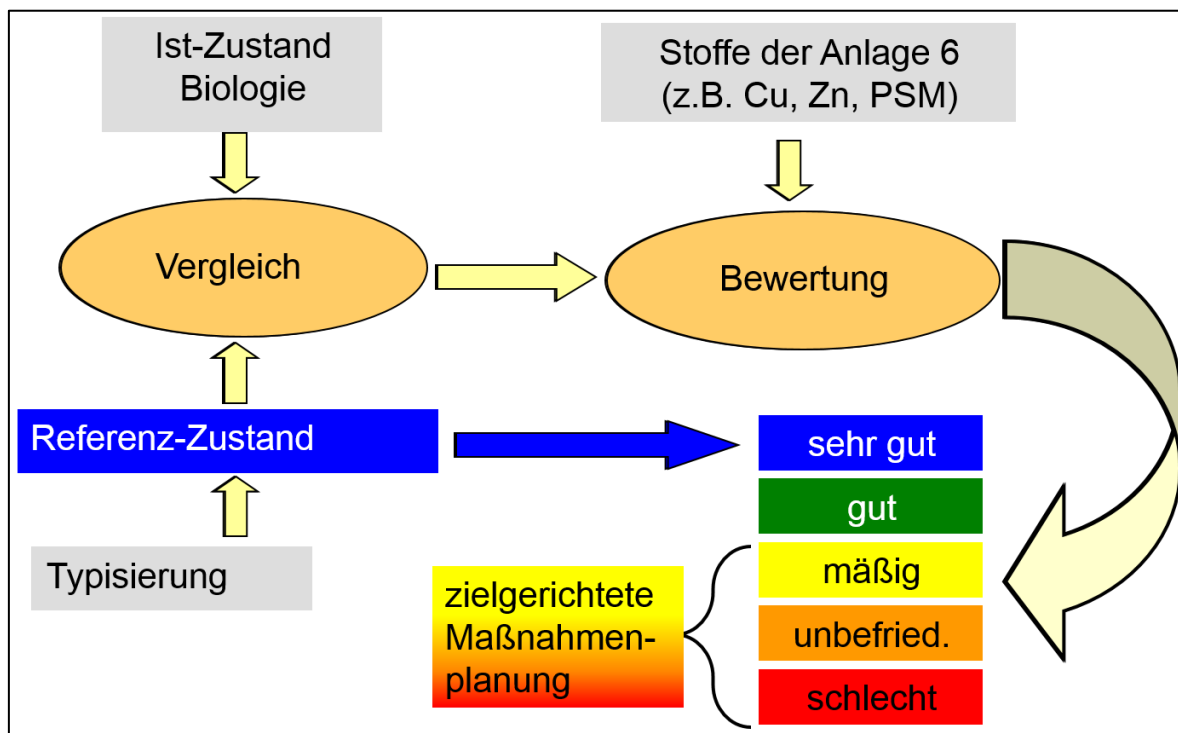 Ist-Zustand
Biologie
Stoffe der Anlage 6
(z.B. Cu, Zn, PSM)
Vergleich
Bewertung
Referenz-Zustand
sehr gut
gut
Typisierung
zielgerichtete
Maßnahmen-
planung
mäßig
unbefried.
schlecht